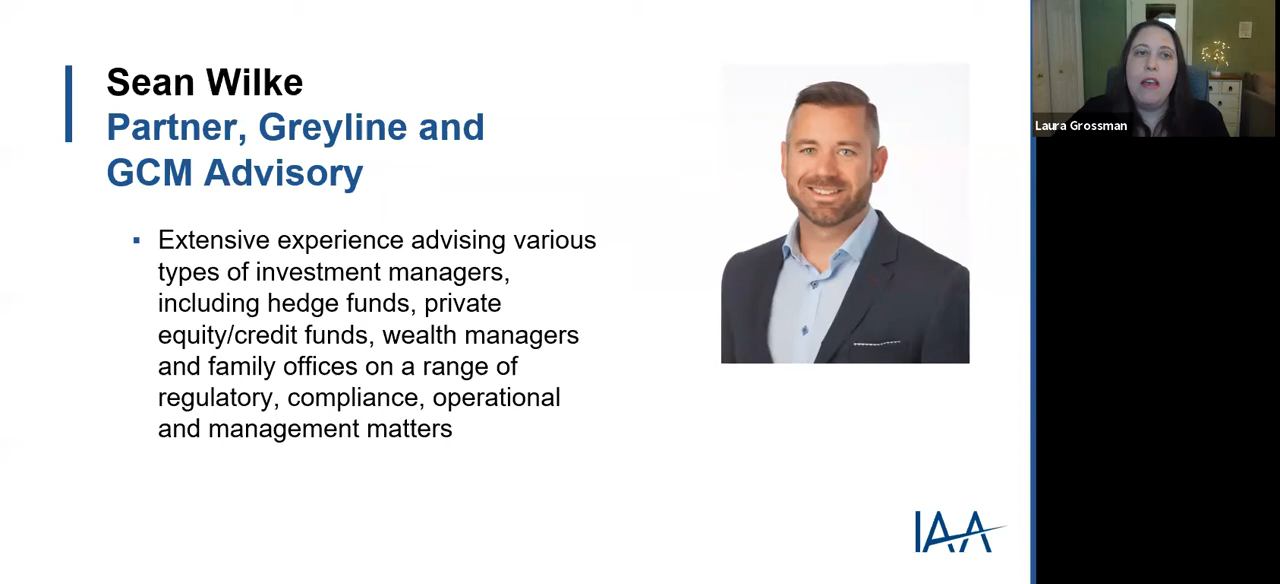 Sean Wilke
Partner, Greyline and
GCM Advisory
▪ Extensive experience advising various
types of investment managers,
including hedge funds, private
equity/credit funds, wealth managers
and family offices on a range of
regulatory, compliance, operational
and management matters
IAA
Laura Grossman